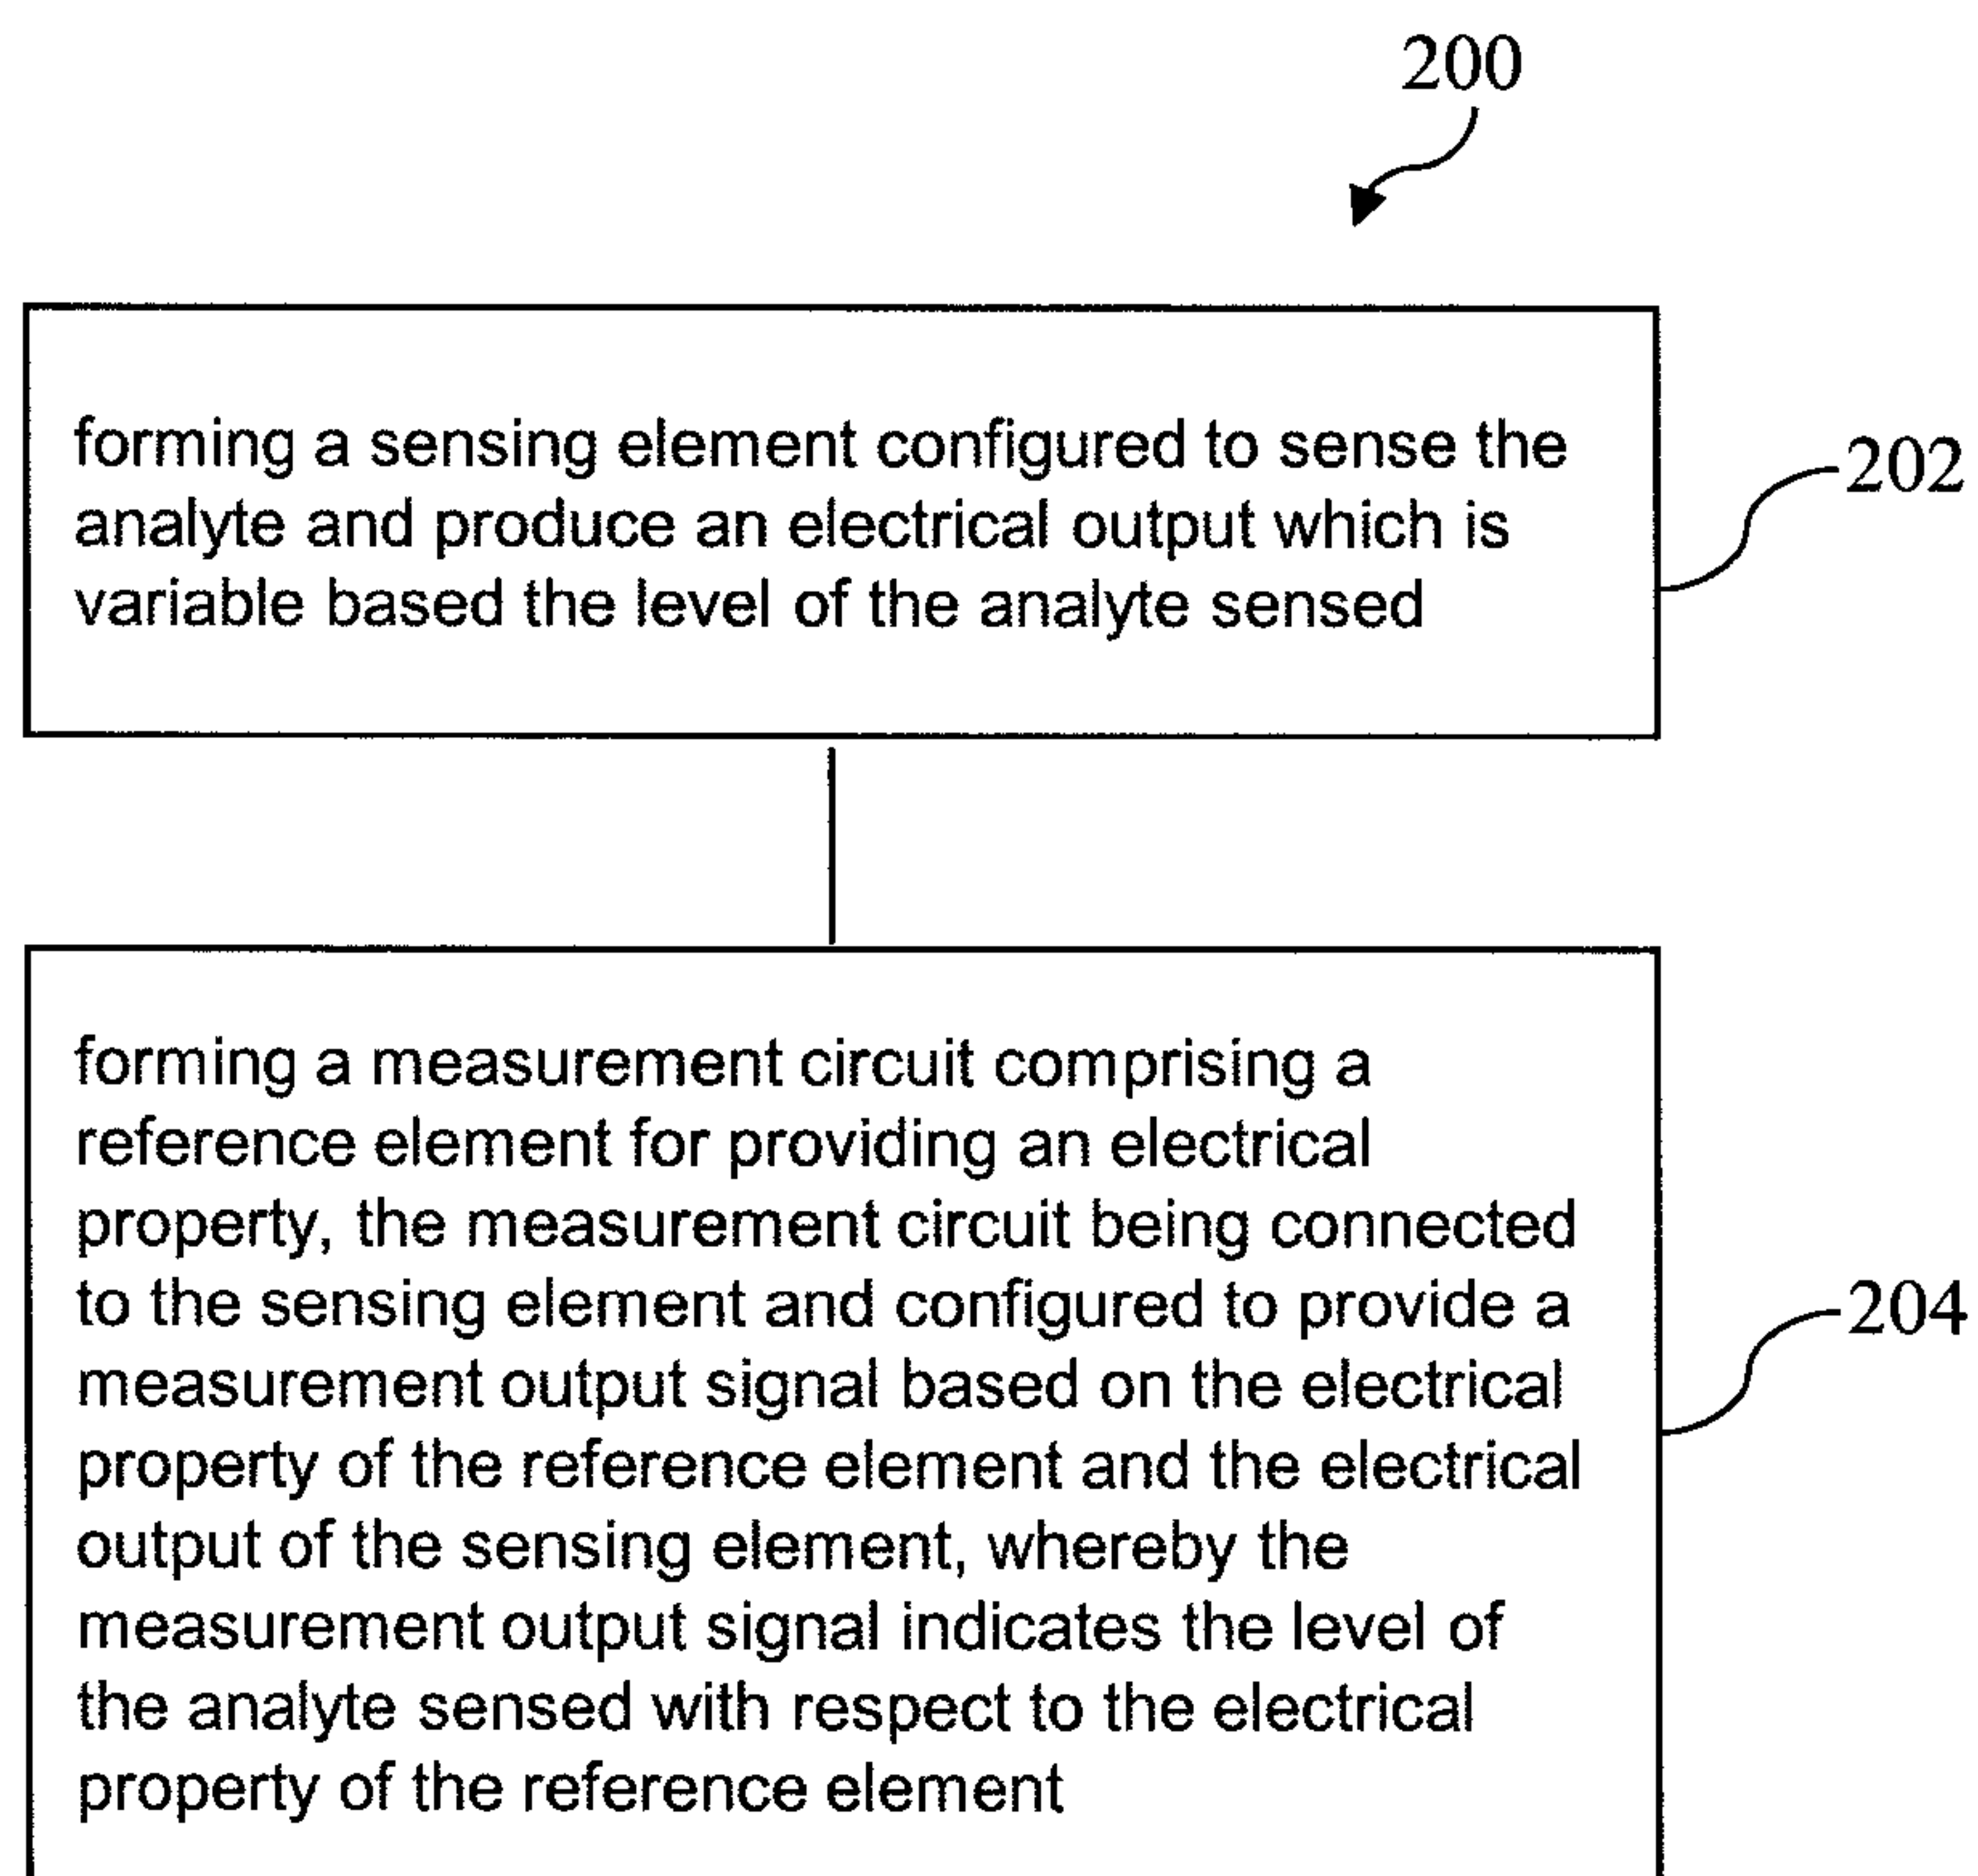 200
forming a sensing element configured to sense the
analyte and produce an electrical output which is
variable based the level of the analyte sensed
202
forming a measurement circuit comprising a
reference element for providing an electrical
property, the measurement circuit being connected
to the sensing element and configured to provide a
measurement output signal based on the electrical
property of the reference element and the electrical
output of the sensing element, whereby the
measurement output signal indicates the level of
the analyte sensed with respect to the electrical
property of the reference element
204